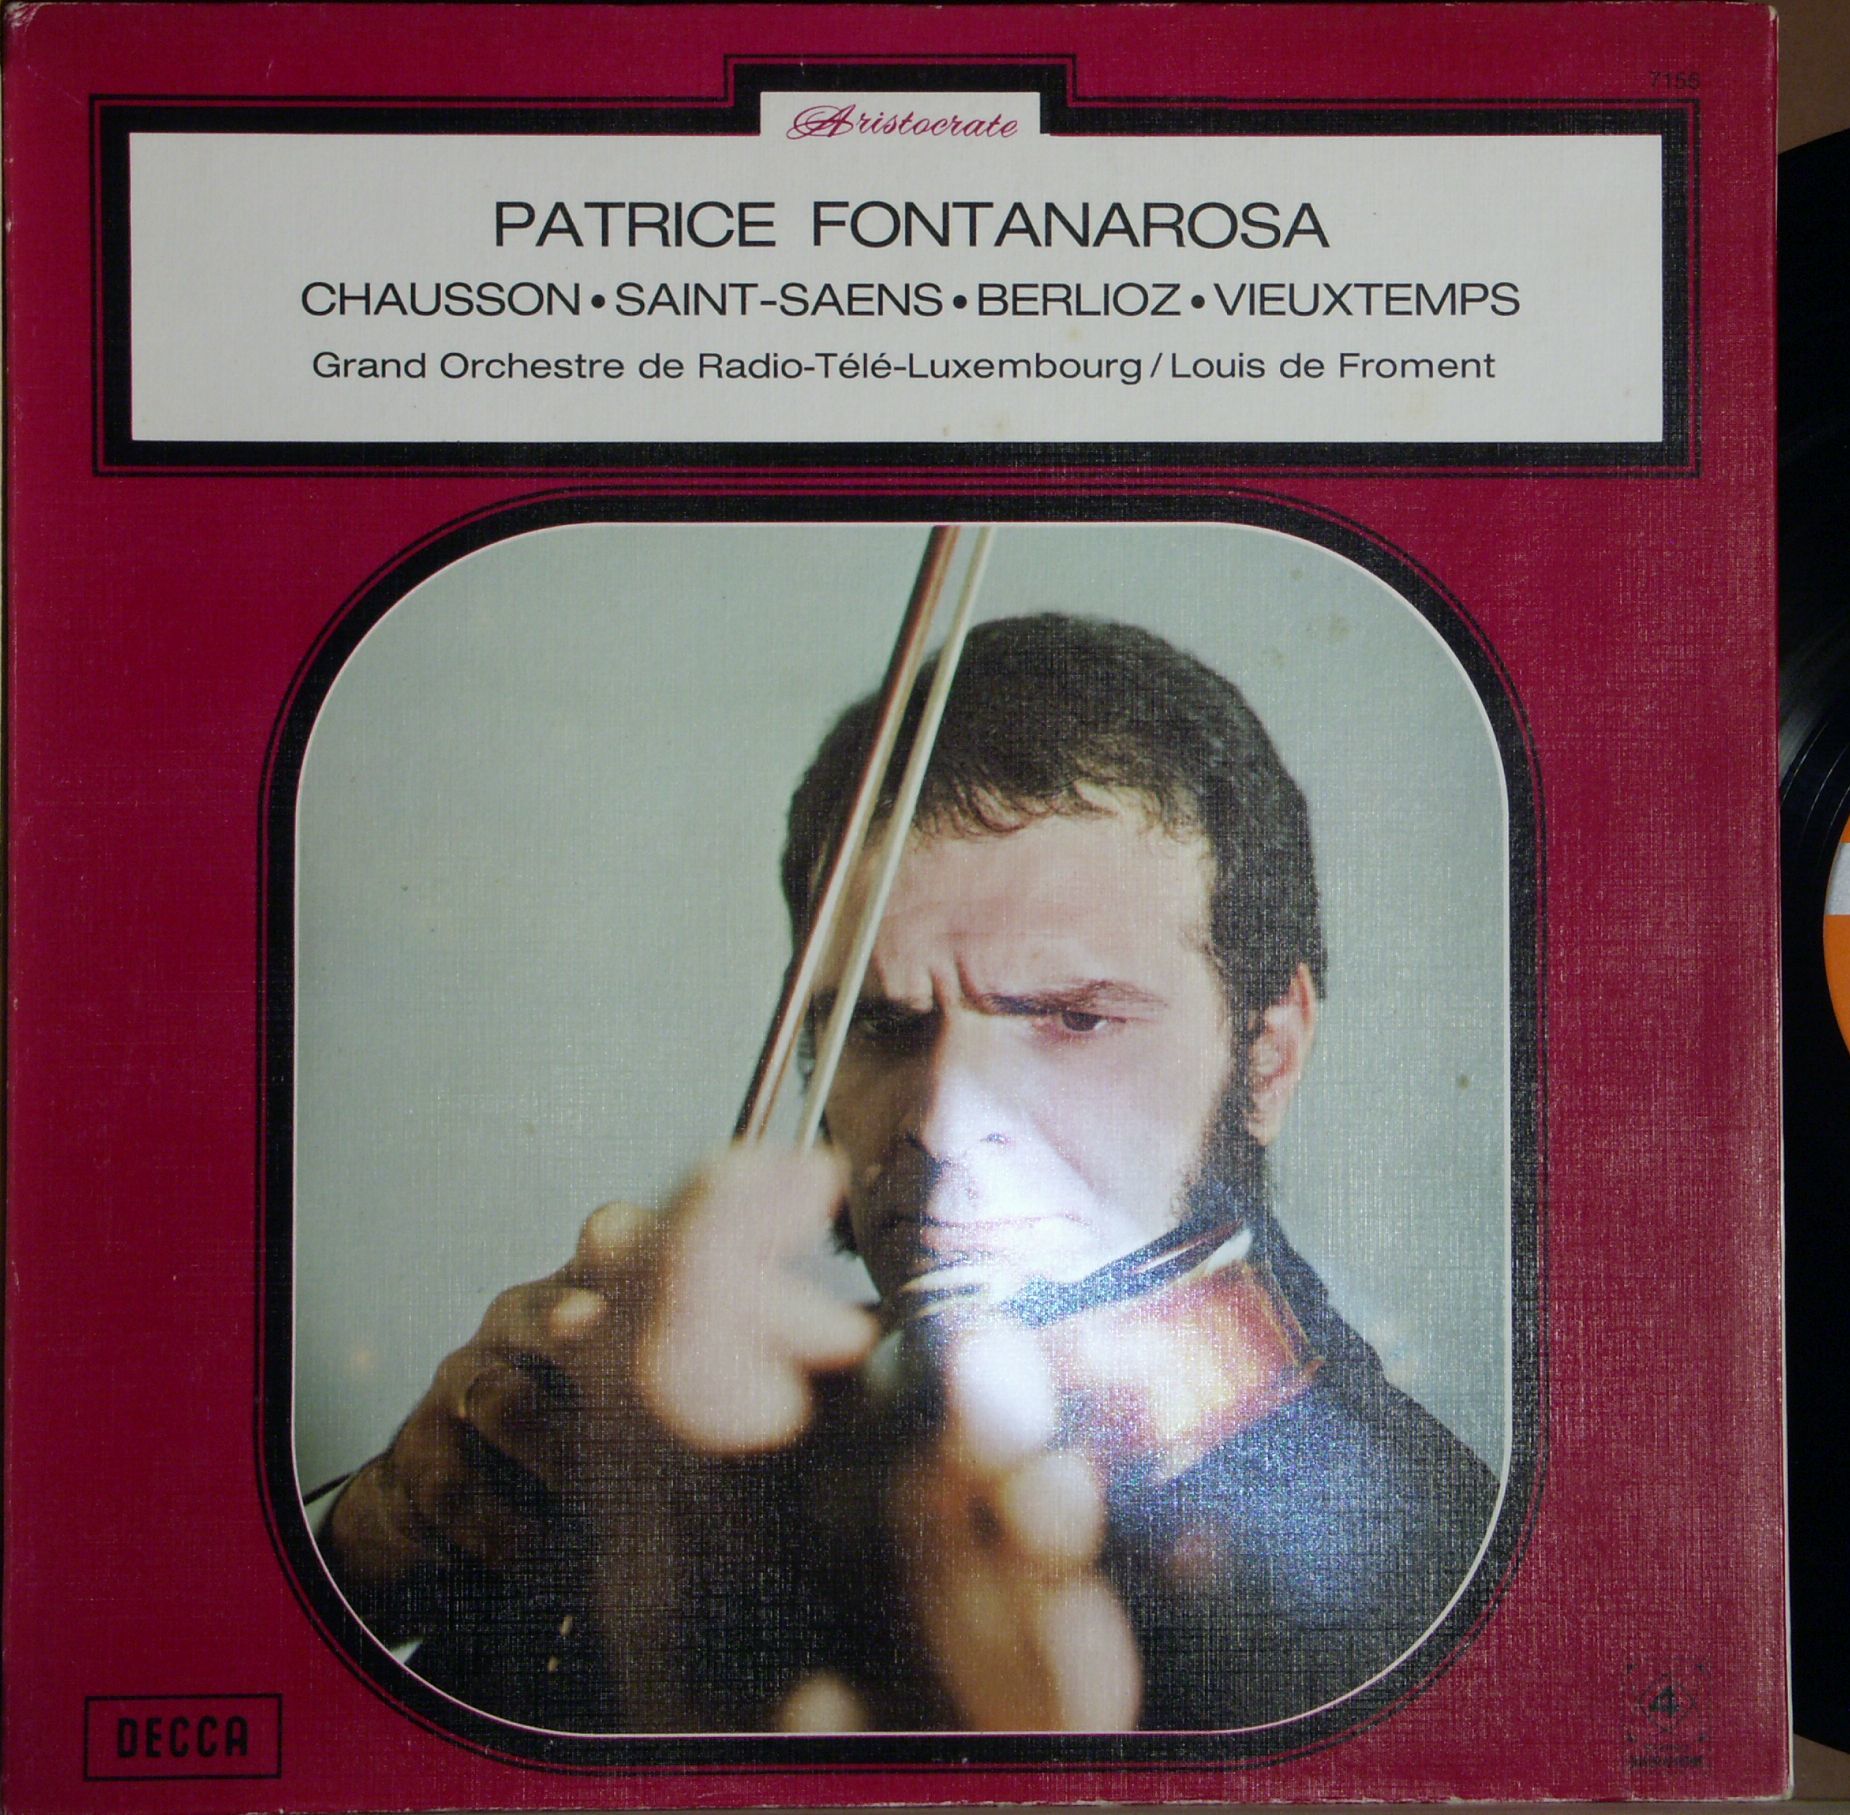 7156
Aristocrate
PATRICE FONTANAROSA
CHAUSSON • SAINT-SAENS • BERLIOZ • VIEUXTEMPS
Grand Orchestre de Radio-Télé-Luxembourg / Louis de Froment
DECCA
4